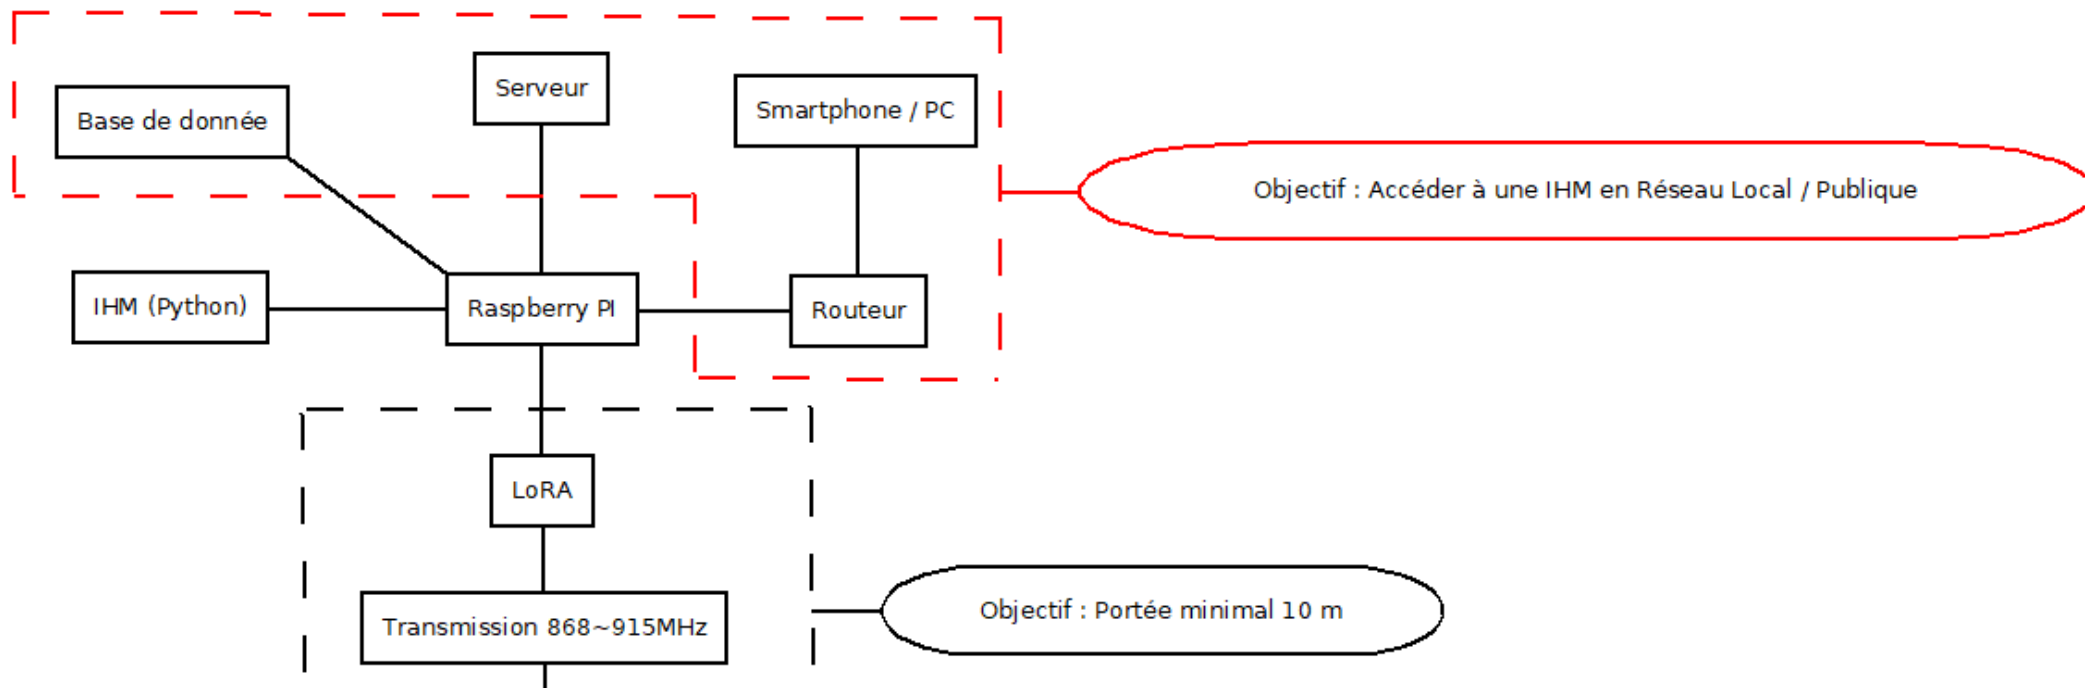 Serveur
Smartphone / PC
Base de donnée
Objectif : Accéder à une IHM en Réseau Local / Publique
IHM (Python)
Raspberry PI
Routeur
LoRA
Transmission 868~915MHz
Objectif : Portée minimal 10 m